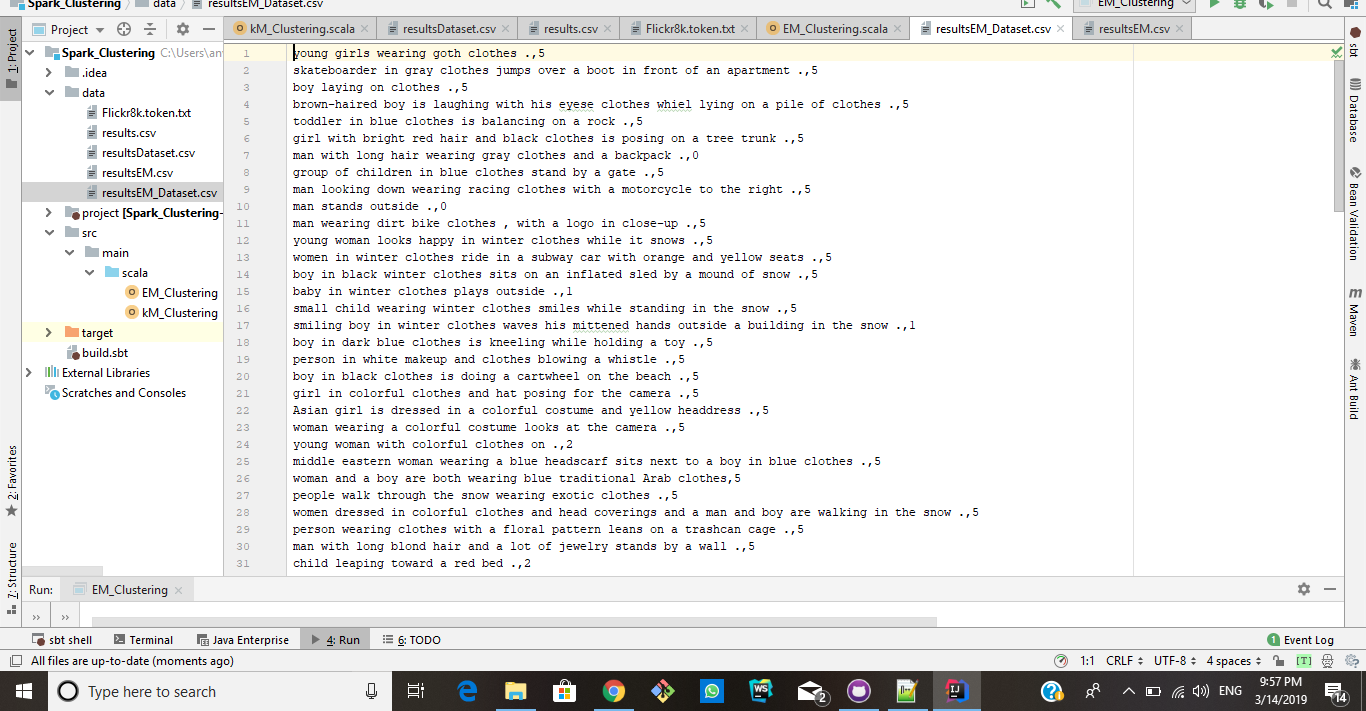 Spark_Clustering data resultsEM_Dataset.csv EM_Clustering
Project kM_Clustering.scala resultsDataset.csv results.csv Flickr8k.token.txt EM_Clustering.scala resultsEM_Dataset.csv resultsEM.csv
1: Project
Spark_Clustering C:\Users\am
.idea
data
Flickr8k.token.txt
results.csv
resultsDataset.csv
resultsEM.csv
resultsEM_Dataset.csv
project [Spark_Clustering-
src
main
scala
EM_Clustering
kM_Clustering
target
build.sbt
External Libraries
Scratches and Consoles
2: Favorites
7: Structure
1 young girls wearing goth clothes .,5
2 skateboarder in gray clothes jumps over a boot in front of an apartment .,5
3 boy laying on clothes .,5
4 brown-haired boy is laughing with his eyese clothes whiel lying on a pile of clothes .,5
5 toddler in blue clothes is balancing on a rock .,5
6 girl with bright red hair and black clothes is posing on a tree trunk .,5
7 man with long hair wearing gray clothes and a backpack .,0
8 group of children in blue clothes stand by a gate .,5
9 man looking down wearing racing clothes with a motorcycle to the right .,5
10 man stands outside .,0
11 man wearing dirt bike clothes , with a logo in close-up .,5
12 young woman looks happy in winter clothes while it snows .,5
13 women in winter clothes ride in a subway car with orange and yellow seats .,5
14 boy in black winter clothes sits on an inflated sled by a mound of snow .,5
15 baby in winter clothes plays outside .,1
16 small child wearing winter clothes smiles while standing in the snow .,5
17 smiling boy in winter clothes waves his mittened hands outside a building in the snow .,1
18 boy in dark blue clothes is kneeling while holding a toy .,5
19 person in white makeup and clothes blowing a whistle .,5
20 boy in black clothes is doing a cartwheel on the beach .,5
21 girl in colorful clothes and hat posing for the camera .,5
22 Asian girl is dressed in a colorful costume and yellow headdress .,5
23 woman wearing a colorful costume looks at the camera .,5
24 young woman with colorful clothes on .,2
25 middle eastern woman wearing a blue headscarf sits next to a boy in blue clothes .,5
26 woman and a boy are both wearing blue traditional Arab clothes,5
27 people walk through the snow wearing exotic clothes .,5
28 women dressed in colorful clothes and head coverings and a man and boy are walking in the snow .,5
29 person wearing clothes with a floral pattern leans on a trashcan cage .,5
30 man with long blond hair and a lot of jewelry stands by a wall .,5
31 child leaping toward a red bed .,2
sbt
Database
Bean Validation
m Maven
Ant Build
Run: EM_Clustering
» »
sbt shell Terminal Java Enterprise 4: Run 6: TODO 1 Event Log
All files are up-to-date (moments ago) 1:1 CRLF UTF-8 4 spaces [T]
Type here to search WS 2 IJ ? ENG 9:57 PM
3/14/2019 14